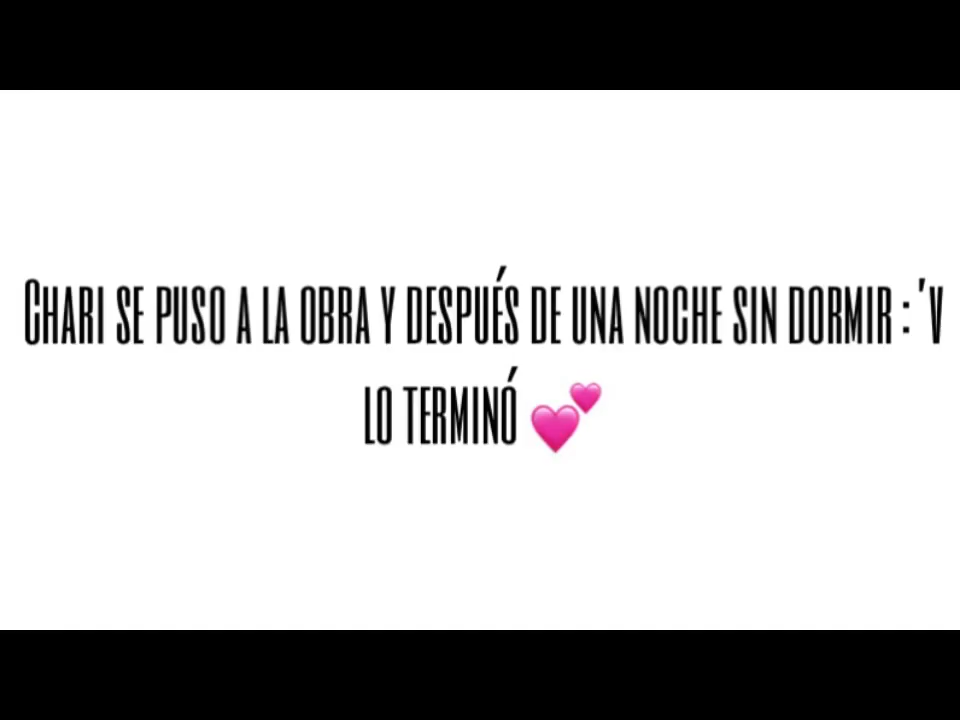 Chari se puso a la obra y después de una noche sin dormir :'v
lo terminó 💕